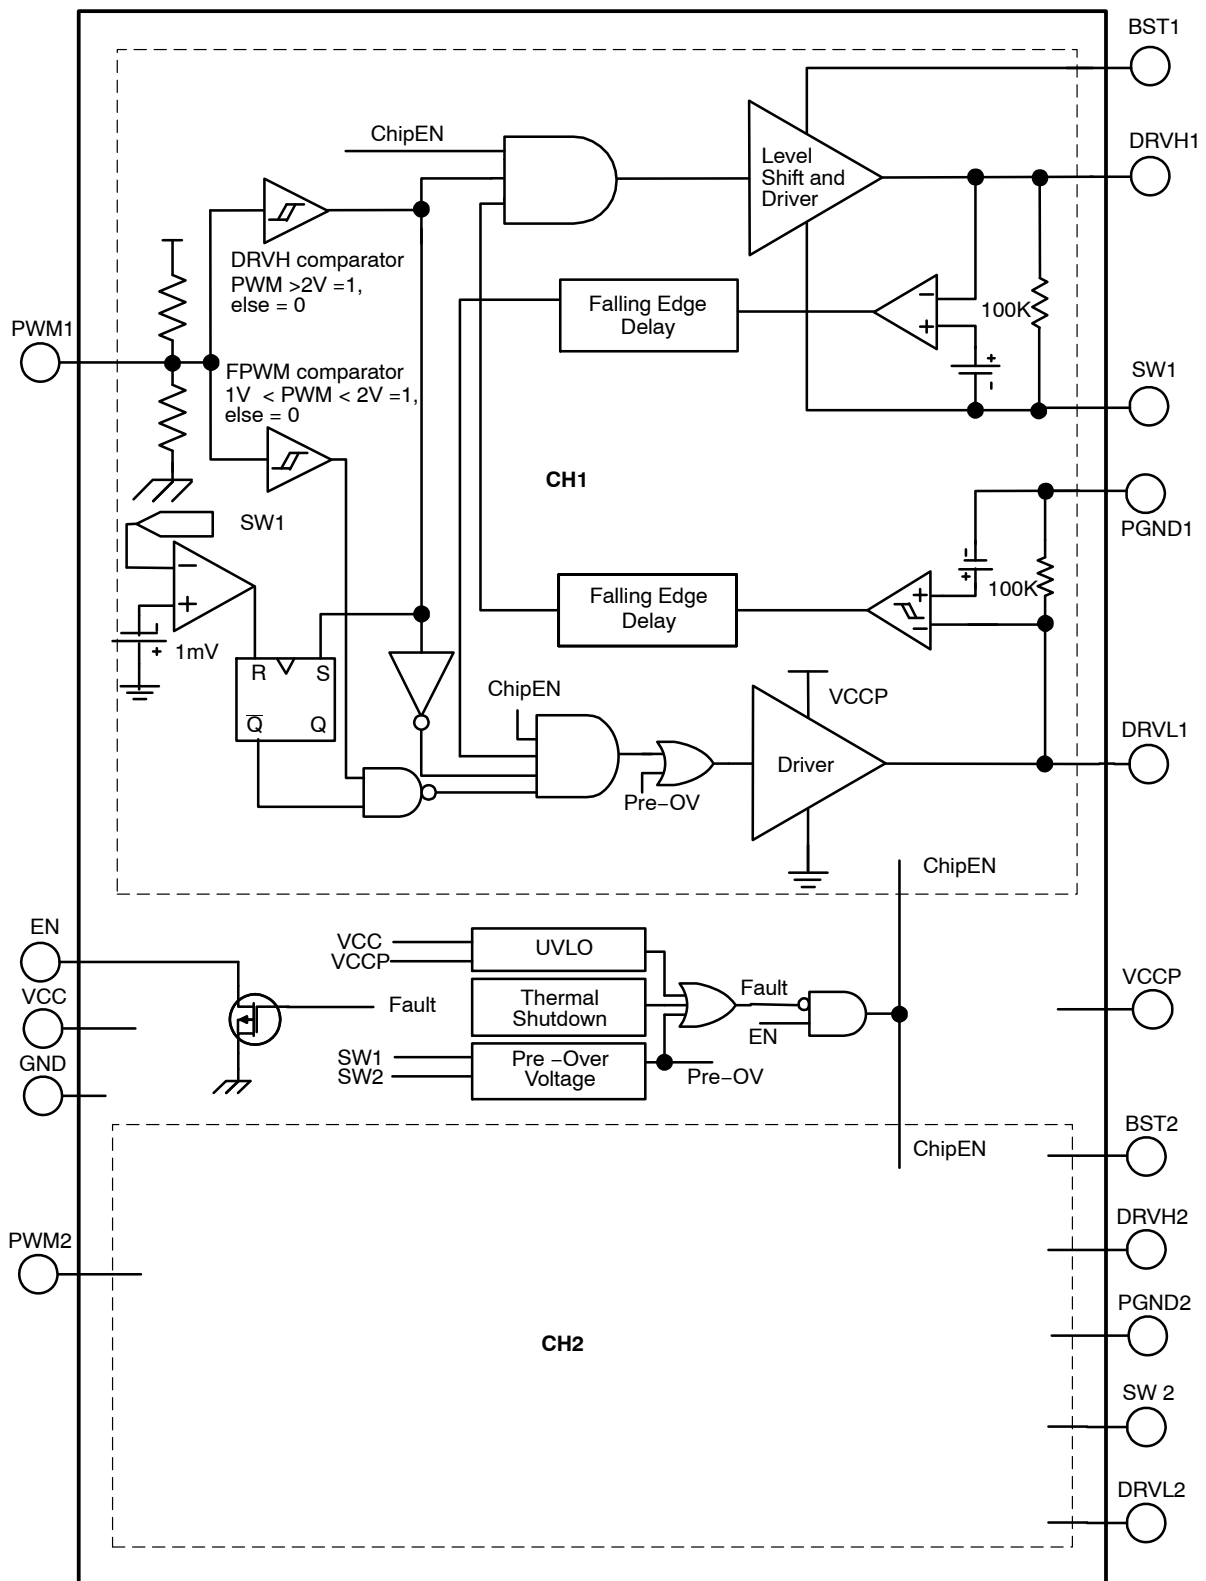 BST1
ChipEN
DRVH1
Level
Shift and
Driver
DRVH comparator
PWM >2V =1,
else = 0
Falling Edge
Delay
−
+
100K
+
−
PWM1
FPWM comparator
1V < PWM < 2V =1,
else = 0
SW1
CH1
PGND1
SW1
−
+
+
1mV
−
+
100K
+
−
Falling Edge
Delay
R
S
Q
Q
ChipEN
VCCP
DRVL1
Driver
Pre−OV
ChipEN
EN
VCC
VCCP
UVLO
VCCP
VCC
Fault
Thermal
Shutdown
Fault
EN
GND
SW1
SW2
Pre −Over
Voltage
Pre−OV
BST2
ChipEN
DRVH2
PWM2
PGND2
CH2
SW 2
DRVL2